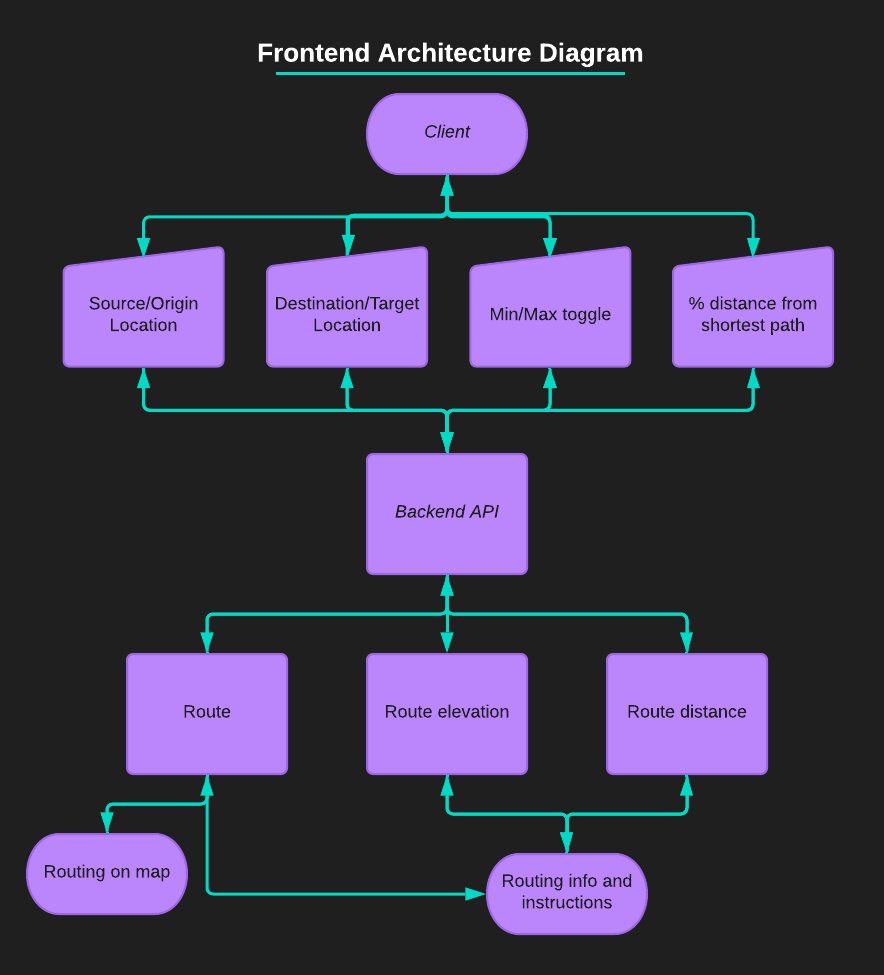 Frontend Architecture Diagram
Client
Source/Origin
Location
Destination/Target
Location
Min/Max toggle
% distance from
shortest path
Backend API
Route
Route elevation
Route distance
Routing on map
Routing info and
instructions